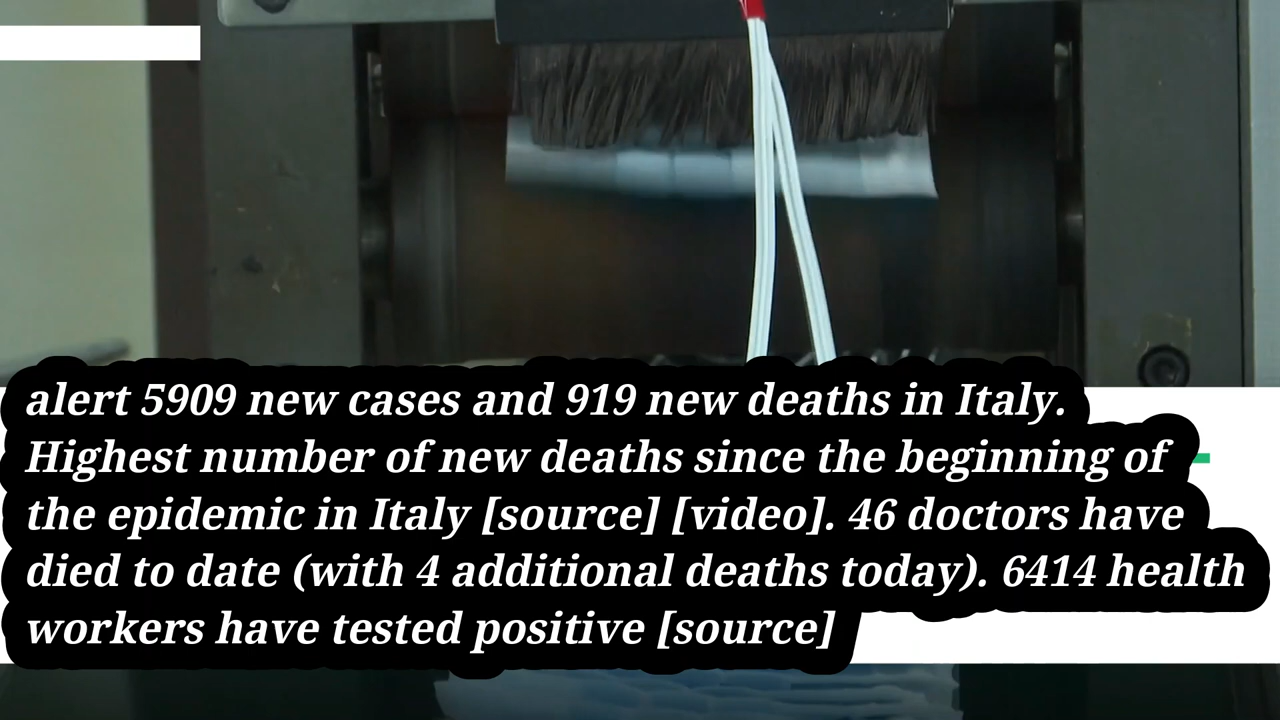 alert 5909 new cases and 919 new deaths in Italy.
Highest number of new deaths since the beginning of
the epidemic in Italy [source] [video]. 46 doctors have
died to date (with 4 additional deaths today). 6414 health
workers have tested positive [source]